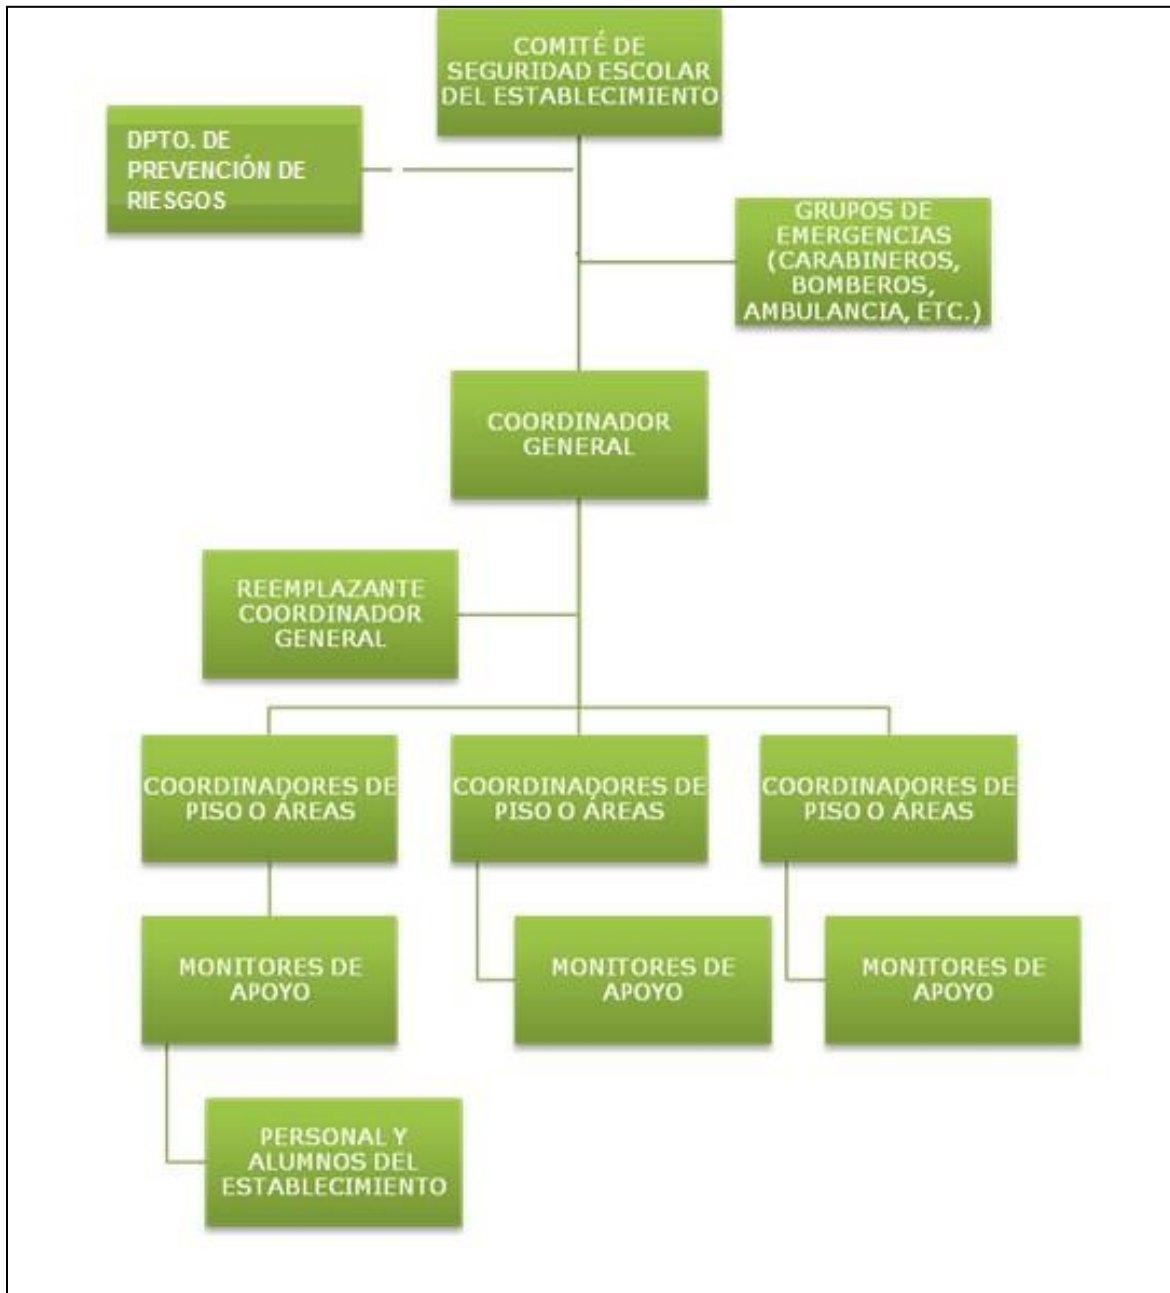 COMITÉ DE
SEGURIDAD ESCOLAR
DEL ESTABLECIMIENTO
DPTO. DE
PREVENCIÓN DE
RIESGOS
GRUPOS DE
EMERGENCIAS
(CARABINEROS,
BOMBEROS,
AMBULANCIA, ETC.)
COORDINADOR
GENERAL
REEMPLAZANTE
COORDINADOR
GENERAL
COORDINADORES DE
PISO O ÁREAS
COORDINADORES DE
PISO O ÁREAS
COORDINADORES DE
PISO O ÁREAS
MONITORES DE
APOYO
MONITORES DE
APOYO
MONITORES DE
APOYO
PERSONAL Y
ALUMNOS DEL
ESTABLECIMIENTO